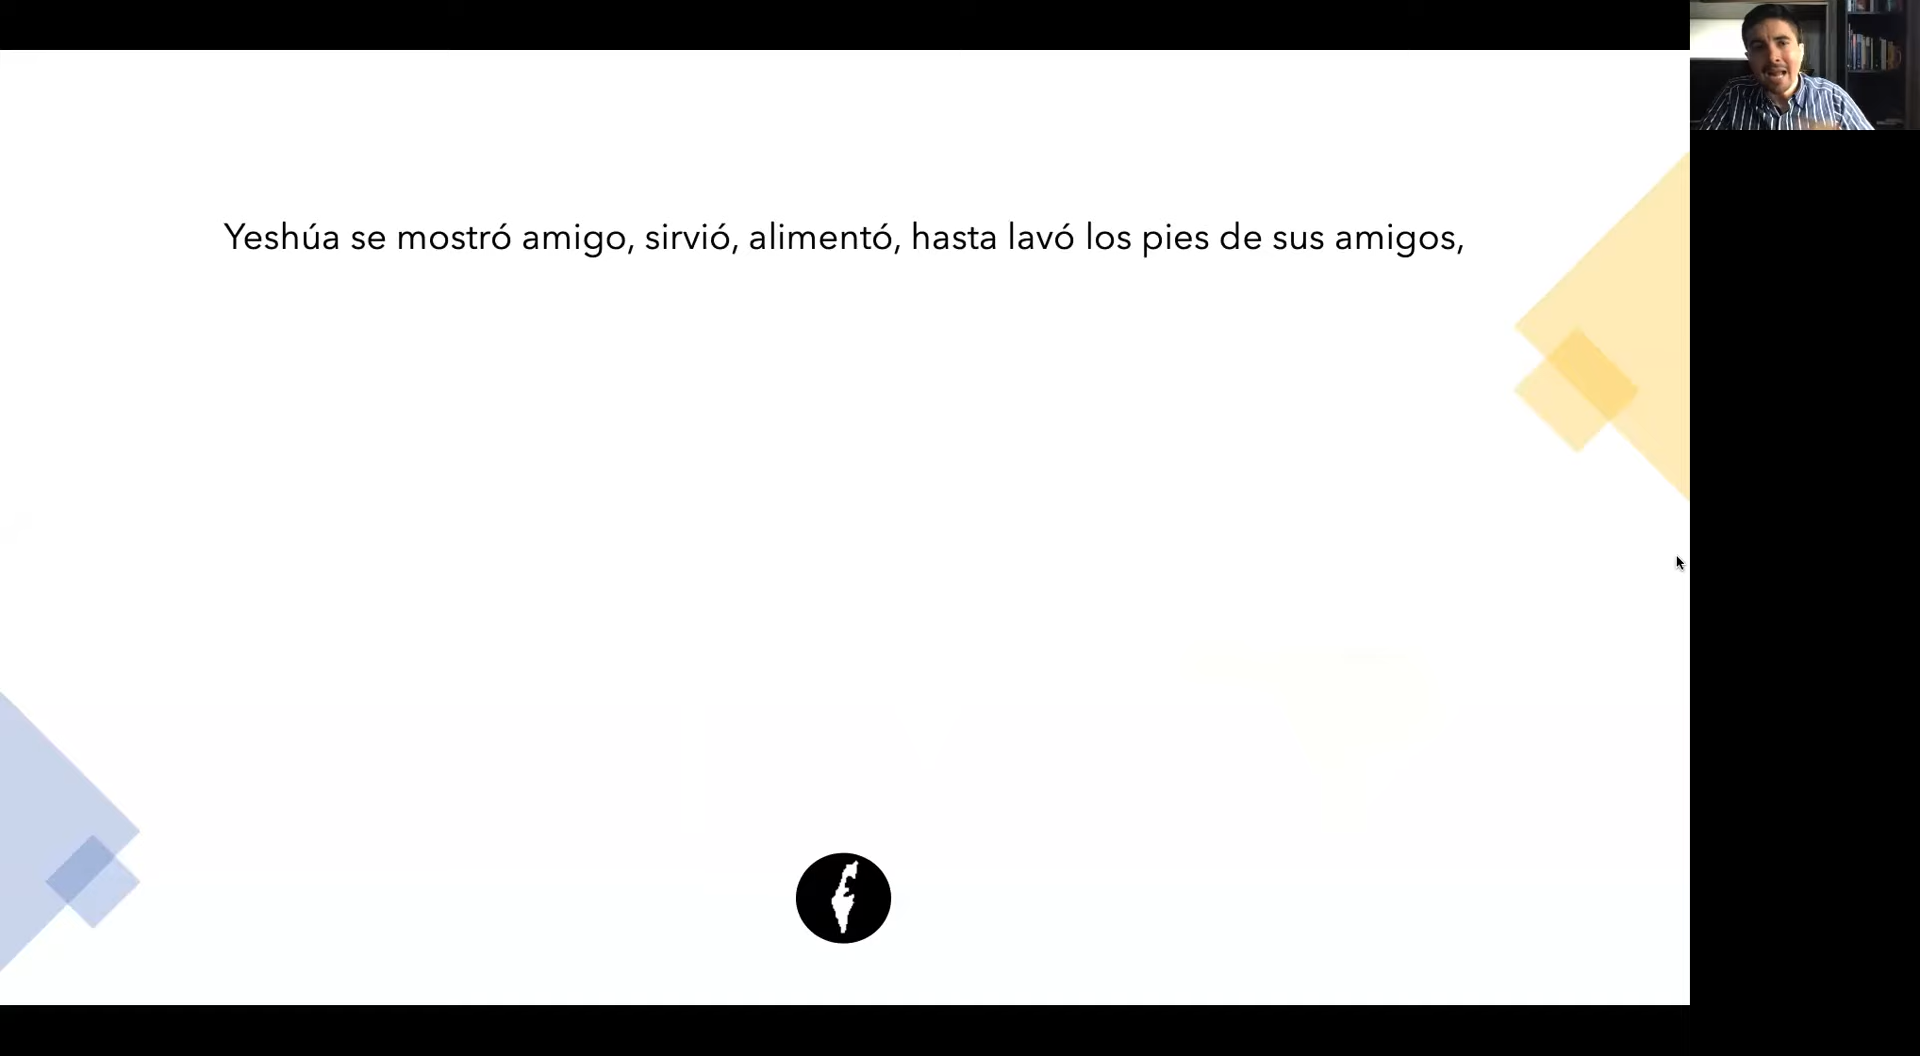 Yeshúa se mostró amigo, sirvió, alimentó, hasta lavó los pies de sus amigos,